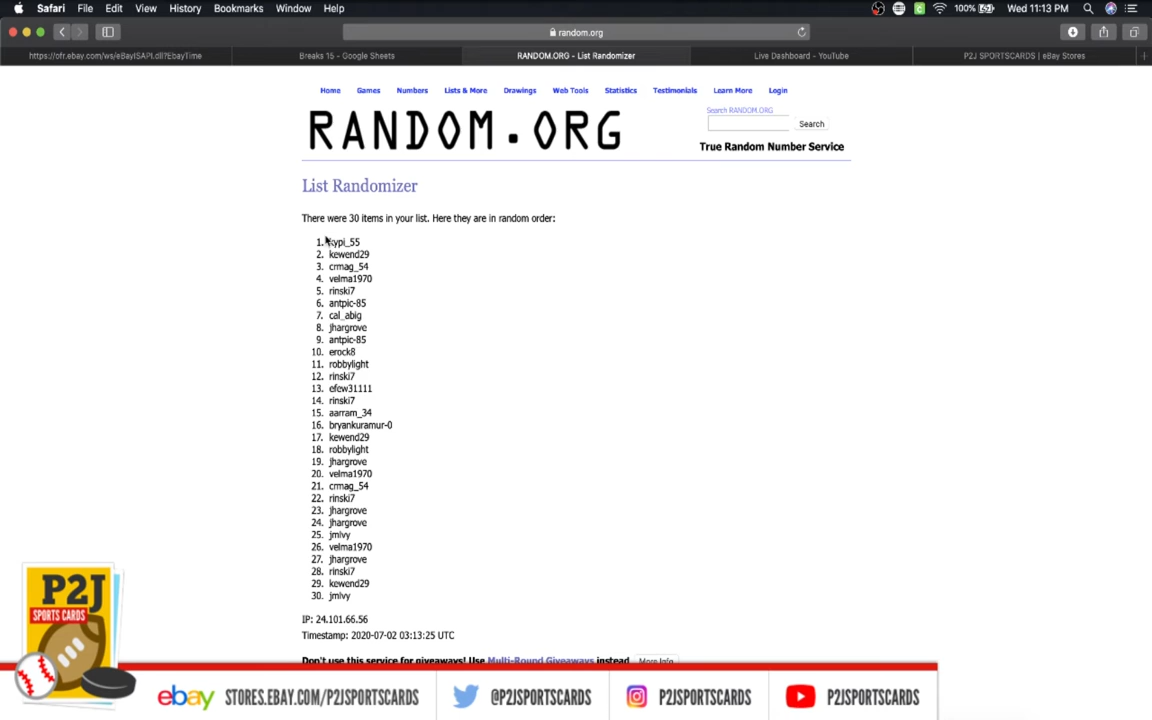 Safari File Edit View History Bookmarks Window Help 100% Wed 11:13 PM
random.org
https://ofr.ebay.com/ws/eBayISAPI.dll?EbayTime Breaks 15 - Google Sheets RANDOM.ORG - List Randomizer Live Dashboard - YouTube P2J SPORTSCARDS | eBay Stores
Home Games Numbers Lists & More Drawings Web Tools Statistics Testimonials Learn More Login
Search RANDOM.ORG
Search
RANDOM.ORG
True Random Number Service
List Randomizer
There were 30 items in your list. Here they are in random order:
1. kypi_55
2. kewend29
3. crmag_54
4. velma1970
5. rinski7
6. antpic-85
7. cal_abig
8. jhargrove
9. antpic-85
10. erock8
11. robbylight
12. rinski7
13. efew31111
14. rinski7
15. aarram_34
16. bryankuramur-0
17. kewend29
18. robbylight
19. jhargrove
20. velma1970
21. crmag_54
22. rinski7
23. jhargrove
24. jhargrove
25. jmlvy
26. velma1970
27. jhargrove
28. rinski7
29. kewend29
30. jmlvy
IP: 24.101.66.56
Timestamp: 2020-07-02 03:13:25 UTC
Don't use this service for giveaways! Use Multi-Round Giveaways instead More Info
P2J
SPORTS CARDS
ebay STORES.EBAY.COM/P2JSPORTSCARDS @P2JSPORTSCARDS P2JSPORTSCARDS P2JSPORTSCARDS